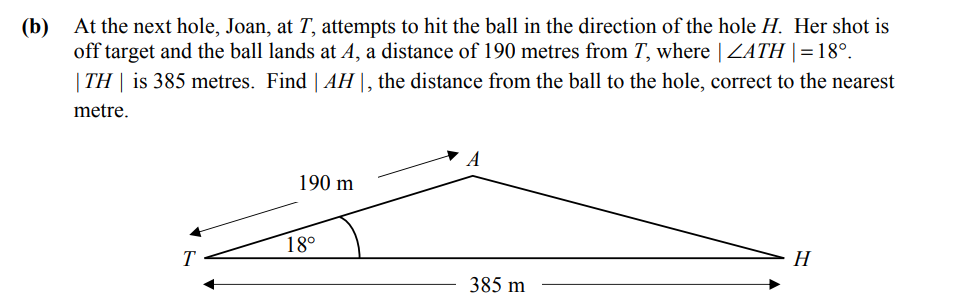 (b) At the next hole, Joan, at T, attempts to hit the ball in the direction of the hole H. Her shot is
off target and the ball lands at A, a distance of 190 metres from T, where | ∠ATH | = 18°.
| TH | is 385 metres. Find | AH |, the distance from the ball to the hole, correct to the nearest
metre.
A
190 m
18°
T
H
385 m